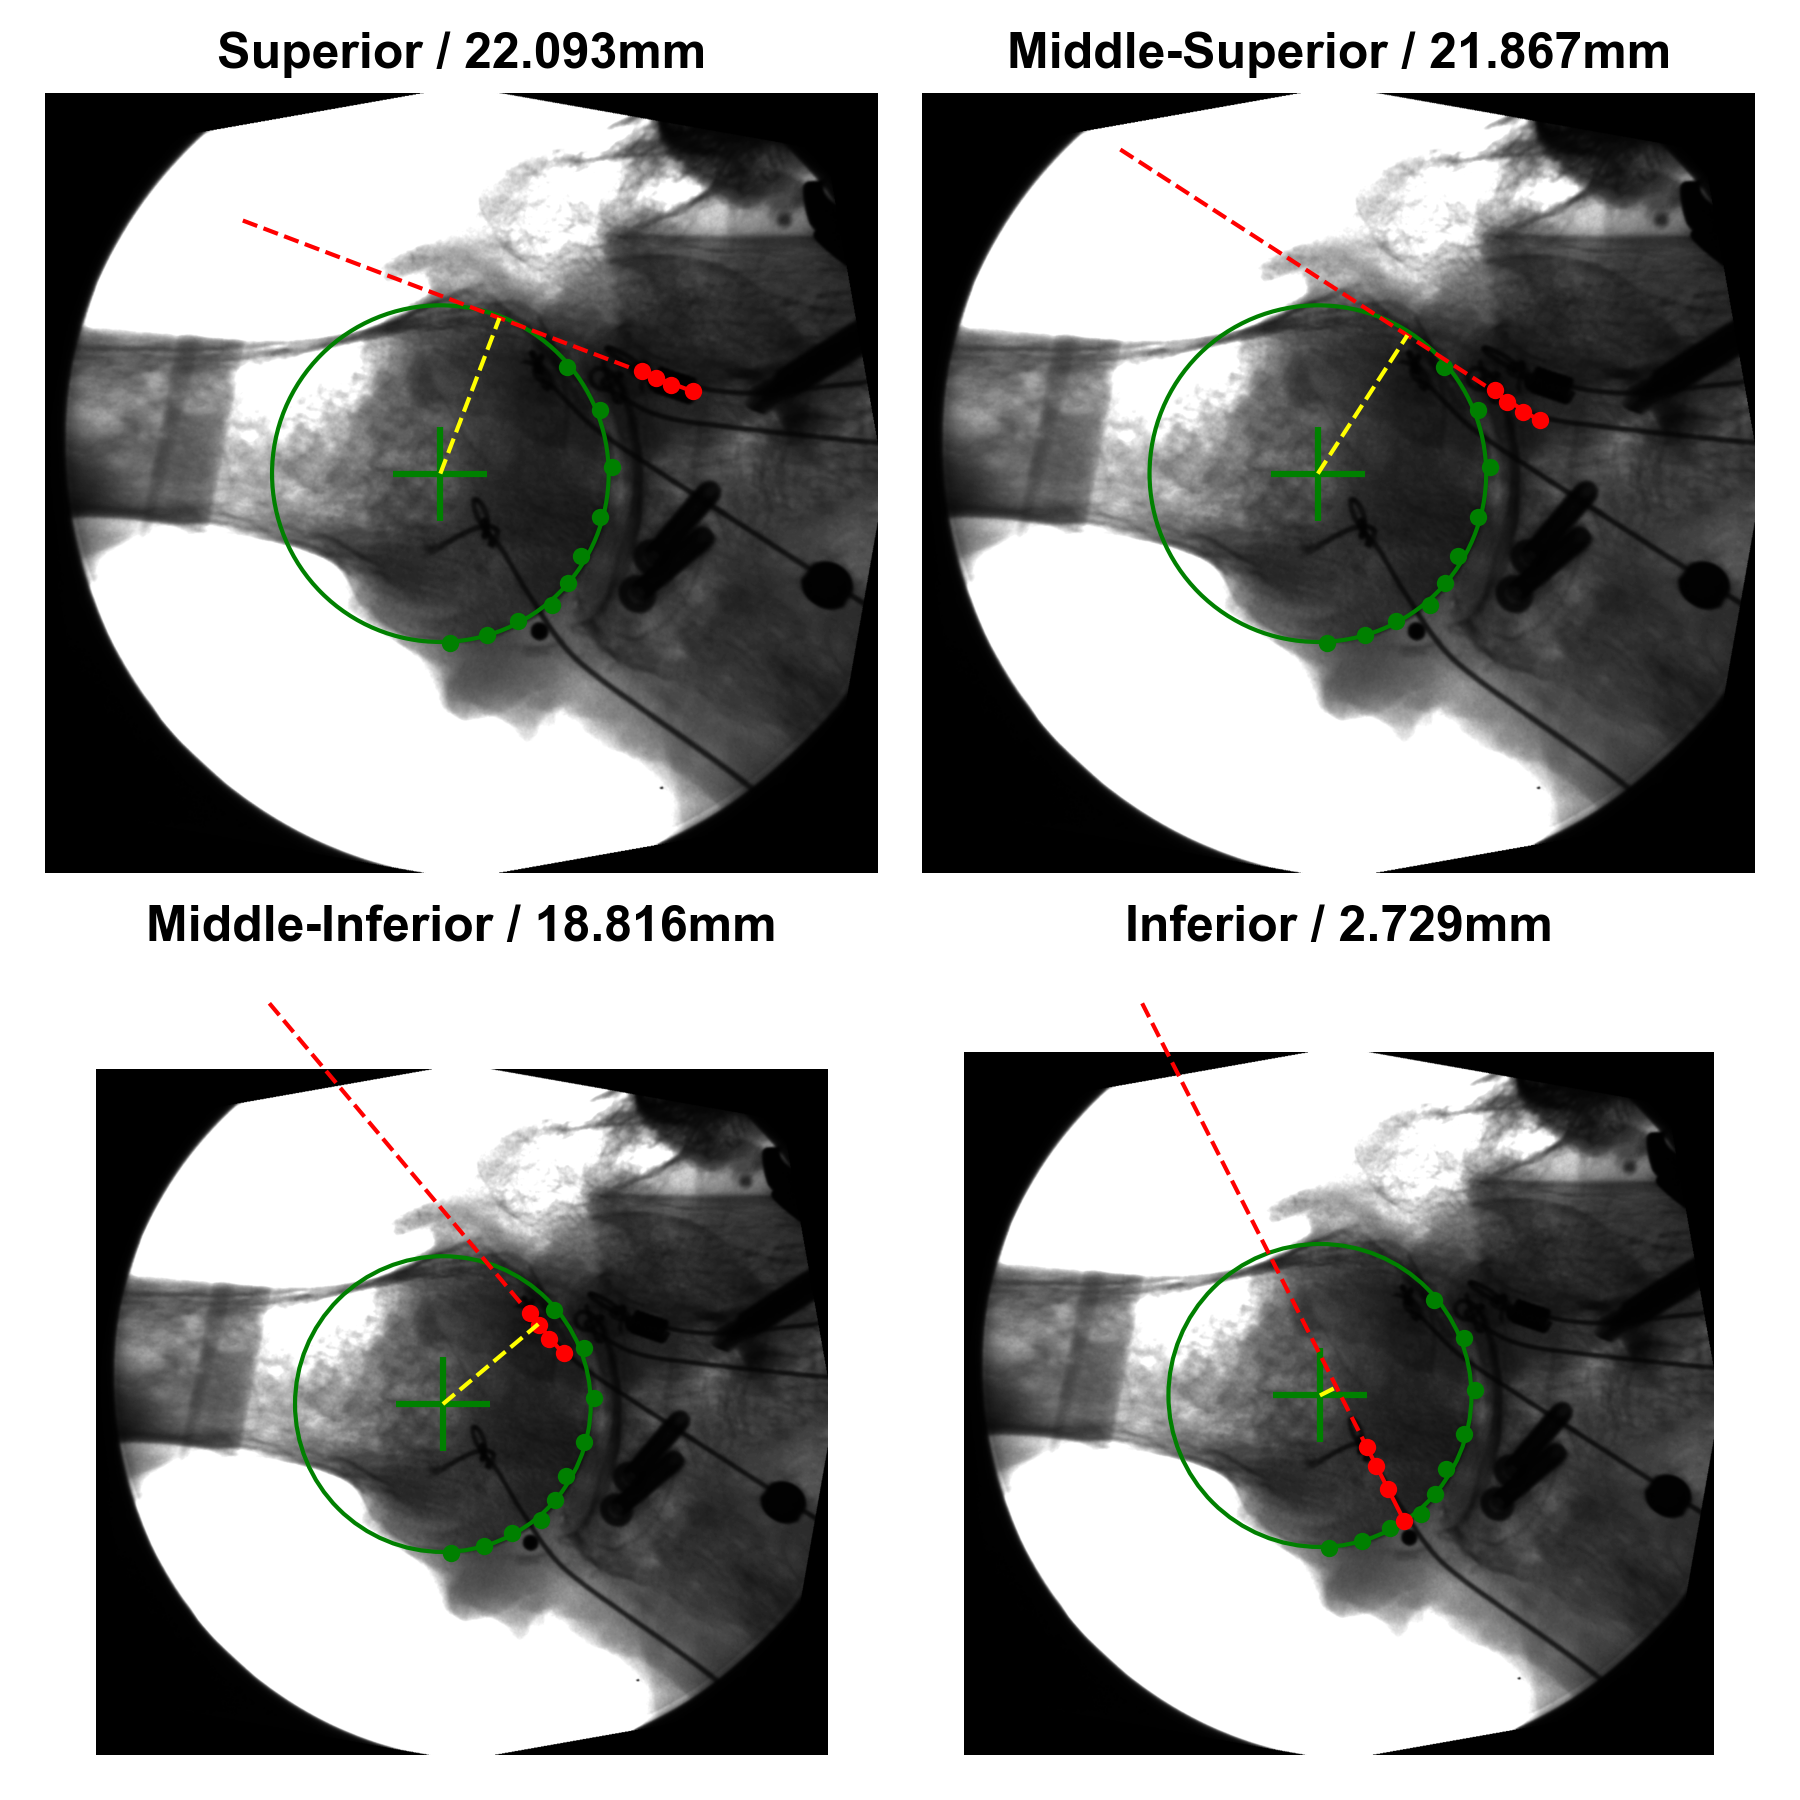 Superior / 22.093mm
Middle-Superior / 21.867mm
Middle-Inferior / 18.816mm
Inferior / 2.729mm